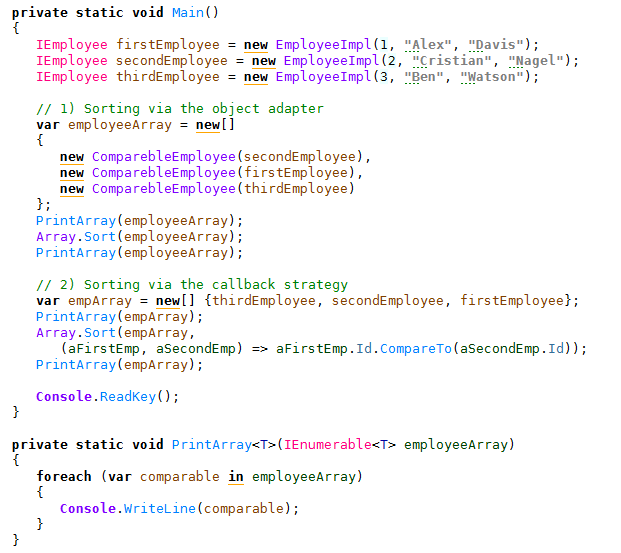 private static void Main()
{
   IEmployee firstEmployee = new EmployeeImpl(1, "Alex", "Davis");
   IEmployee secondEmployee = new EmployeeImpl(2, "Cristian", "Nagel");
   IEmployee thirdEmployee = new EmployeeImpl(3, "Ben", "Watson");

   // 1) Sorting via the object adapter
   var employeeArray = new[]
   {
      new ComparebleEmployee(secondEmployee),
      new ComparebleEmployee(firstEmployee),
      new ComparebleEmployee(thirdEmployee)
   };
   PrintArray(employeeArray);
   Array.Sort(employeeArray);
   PrintArray(employeeArray);

   // 2) Sorting via the callback strategy
   var empArray = new[] {thirdEmployee, secondEmployee, firstEmployee};
   PrintArray(empArray);
   Array.Sort(empArray,
      (aFirstEmp, aSecondEmp) => aFirstEmp.Id.CompareTo(aSecondEmp.Id));
   PrintArray(empArray);

   Console.ReadKey();
}

private static void PrintArray<T>(IEnumerable<T> employeeArray)
{
   foreach (var comparable in employeeArray)
   {
      Console.WriteLine(comparable);
   }
}